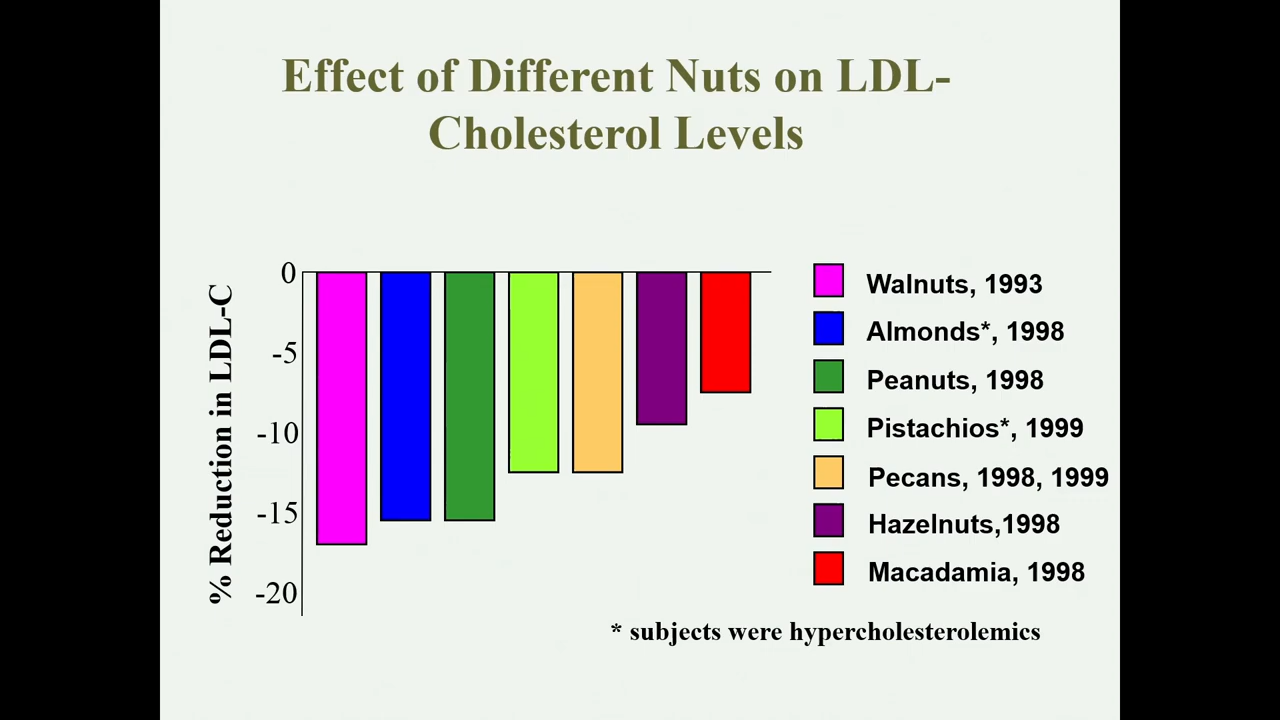 Effect of Different Nuts on LDL-
Cholesterol Levels
% Reduction in LDL-C
0
-5
-10
-15
-20
Walnuts, 1993
Almonds*, 1998
Peanuts, 1998
Pistachios*, 1999
Pecans, 1998, 1999
Hazelnuts,1998
Macadamia, 1998
* subjects were hypercholesterolemics